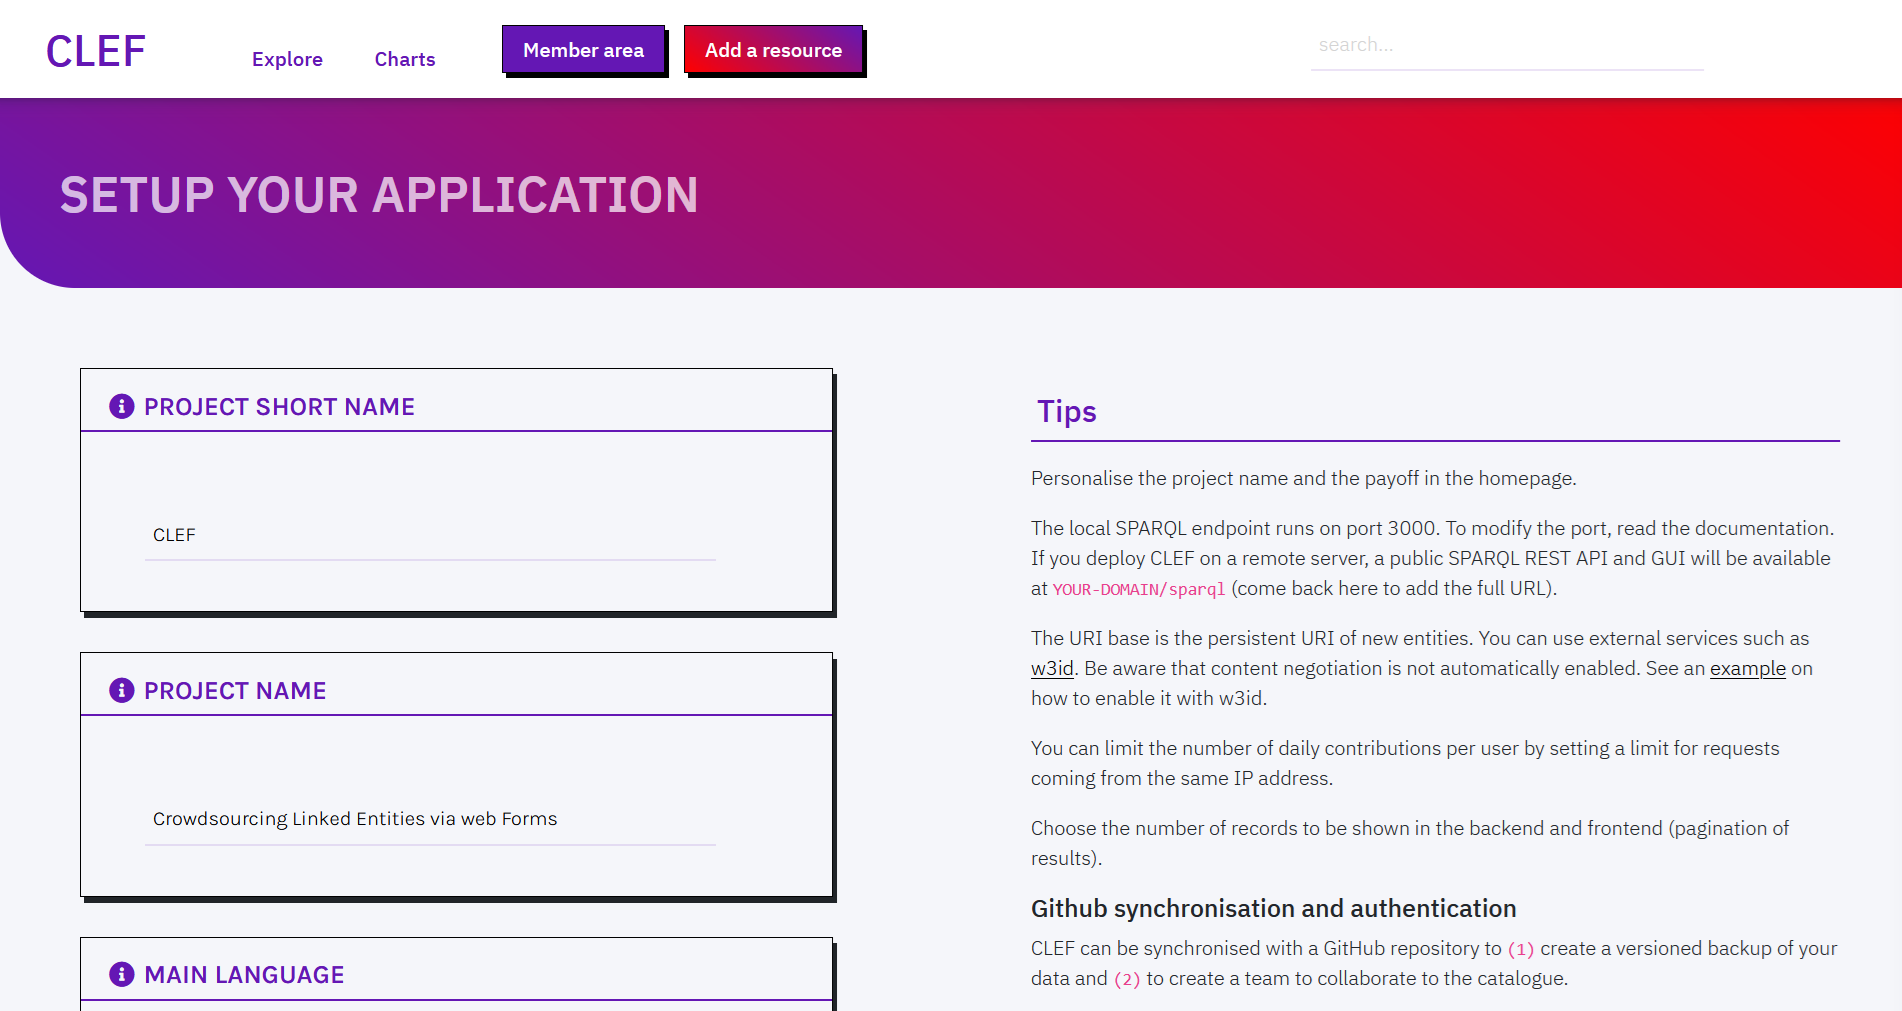 CLEF
Explore
Charts
Member area
Add a resource
search...
SETUP YOUR APPLICATION
PROJECT SHORT NAME
CLEF
PROJECT NAME
Crowdsourcing Linked Entities via web Forms
MAIN LANGUAGE
Tips
Personalise the project name and the payoff in the homepage.
The local SPARQL endpoint runs on port 3000. To modify the port, read the documentation.
If you deploy CLEF on a remote server, a public SPARQL REST API and GUI will be available
at YOUR-DOMAIN/sparql (come back here to add the full URL).
The URI base is the persistent URI of new entities. You can use external services such as
w3id. Be aware that content negotiation is not automatically enabled. See an example on
how to enable it with w3id.
You can limit the number of daily contributions per user by setting a limit for requests
coming from the same IP address.
Choose the number of records to be shown in the backend and frontend (pagination of
results).
Github synchronisation and authentication
CLEF can be synchronised with a GitHub repository to (1) create a versioned backup of your
data and (2) to create a team to collaborate to the catalogue.